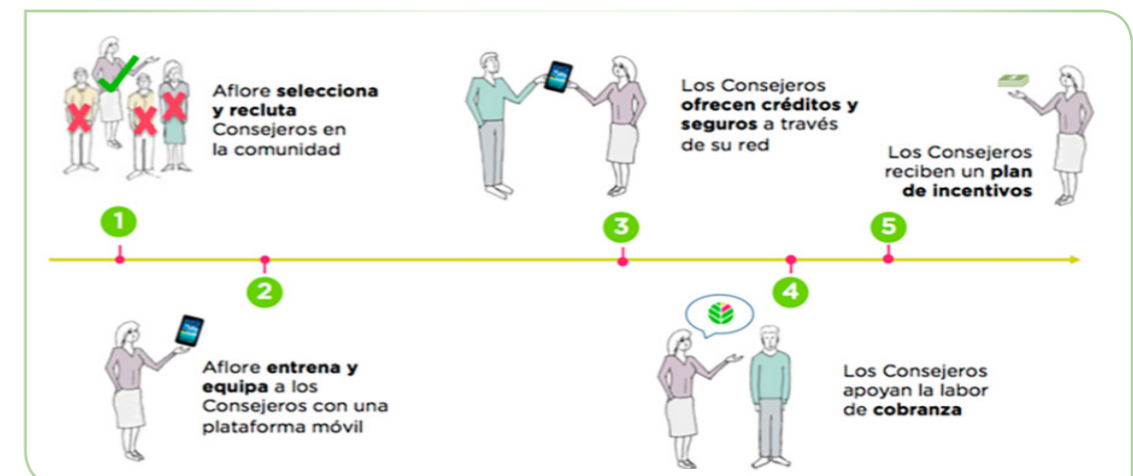 1
Aflore selecciona
y recluta
Consejeros en
la comunidad
2
Aflore entrena y
equipa a los
Consejeros con una
plataforma móvil
3
Los Consejeros
ofrecen créditos y
seguros a través
de su red
4
Los Consejeros
apoyan la labor
de cobranza
5
Los Consejeros
reciben un plan
de incentivos